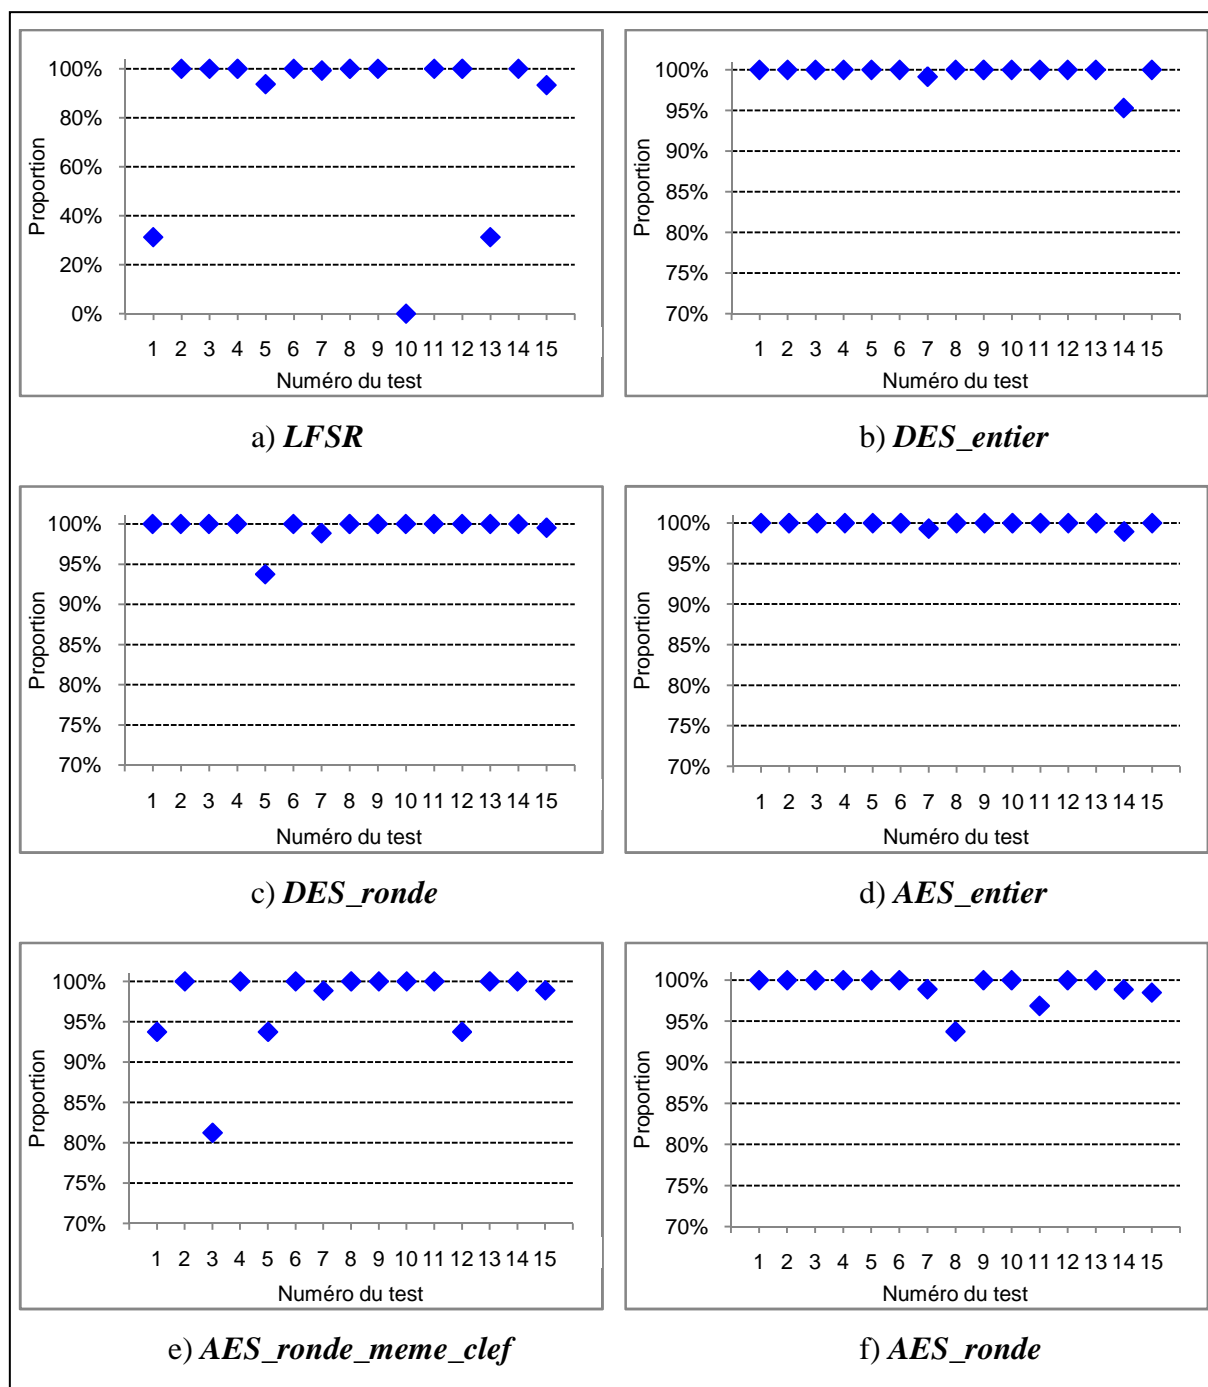 100%
80%
60%
40%
20%
0%
Proportion
1 2 3 4 5 6 7 8 9 10 11 12 13 14 15
Numéro du test
a) LFSR
100%
95%
90%
85%
80%
75%
70%
Proportion
1 2 3 4 5 6 7 8 9 10 11 12 13 14 15
Numéro du test
b) DES_entier
100%
95%
90%
85%
80%
75%
70%
Proportion
1 2 3 4 5 6 7 8 9 10 11 12 13 14 15
Numéro du test
c) DES_ronde
100%
95%
90%
85%
80%
75%
70%
Proportion
1 2 3 4 5 6 7 8 9 10 11 12 13 14 15
Numéro du test
d) AES_entier
100%
95%
90%
85%
80%
75%
70%
Proportion
1 2 3 4 5 6 7 8 9 10 11 12 13 14 15
Numéro du test
e) AES_ronde_meme_clef
100%
95%
90%
85%
80%
75%
70%
Proportion
1 2 3 4 5 6 7 8 9 10 11 12 13 14 15
Numéro du test
f) AES_ronde